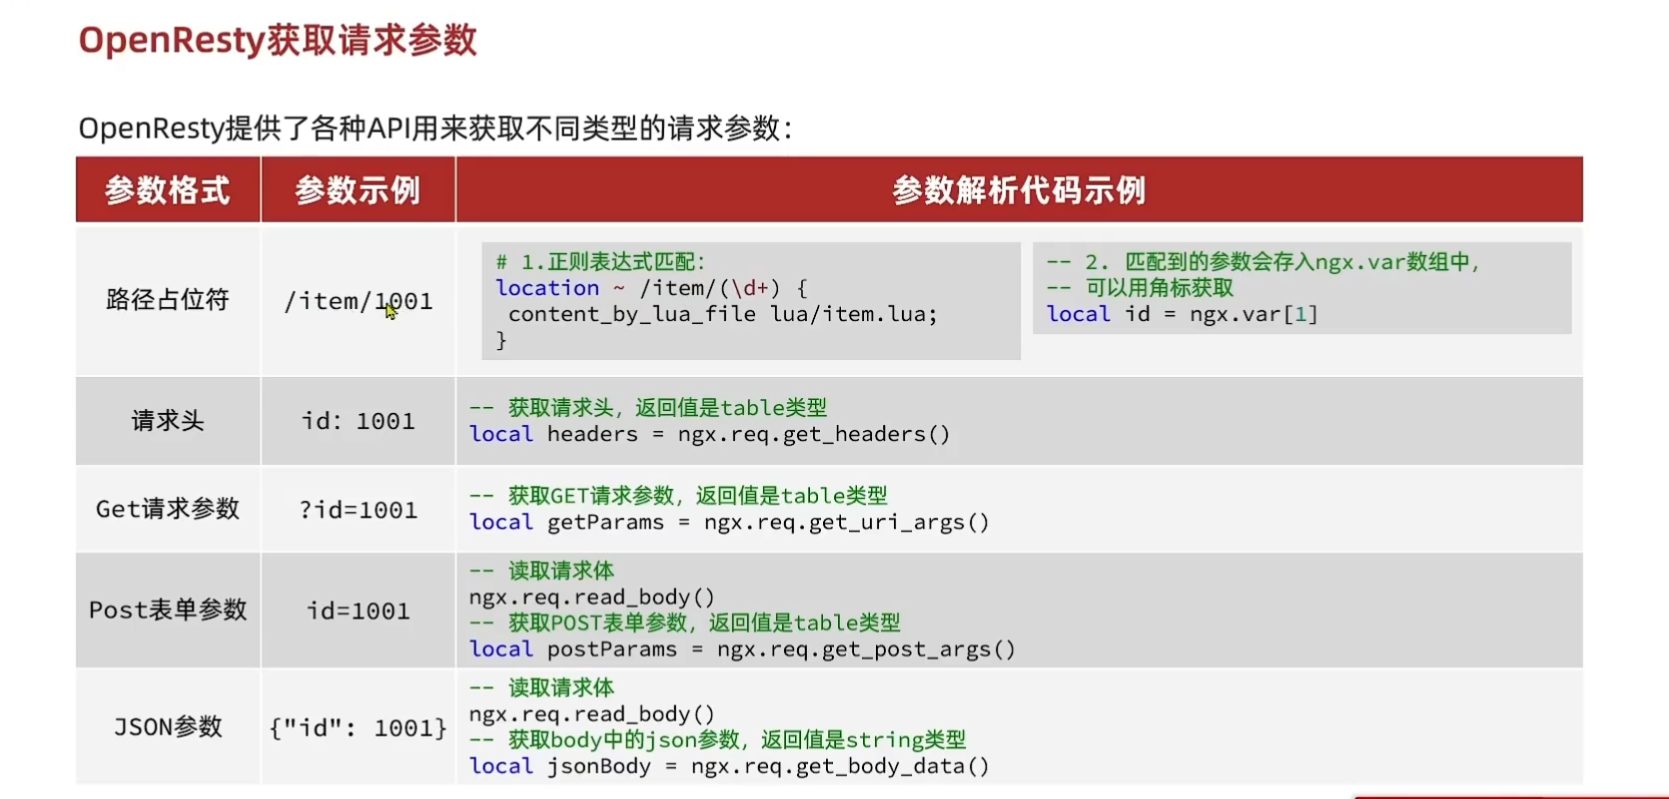 OpenResty获取请求参数
OpenResty提供了各种API用来获取不同类型的请求参数：
参数格式 参数示例 参数解析代码示例
路径占位符 /item/1001
# 1.正则表达式匹配：
location ~ /item/(\d+) {
content_by_lua_file lua/item.lua;
}
-- 2. 匹配到的参数会存入ngx.var数组中，
-- 可以用角标获取
local id = ngx.var[1]
请求头 id：1001
-- 获取请求头，返回值是table类型
local headers = ngx.req.get_headers()
Get请求参数 ?id=1001
-- 获取GET请求参数，返回值是table类型
local getParams = ngx.req.get_uri_args()
Post表单参数 id=1001
-- 读取请求体
ngx.req.read_body()
-- 获取POST表单参数，返回值是table类型
local postParams = ngx.req.get_post_args()
JSON参数 {"id": 1001}
-- 读取请求体
ngx.req.read_body()
-- 获取body中的json参数，返回值是string类型
local jsonBody = ngx.req.get_body_data()